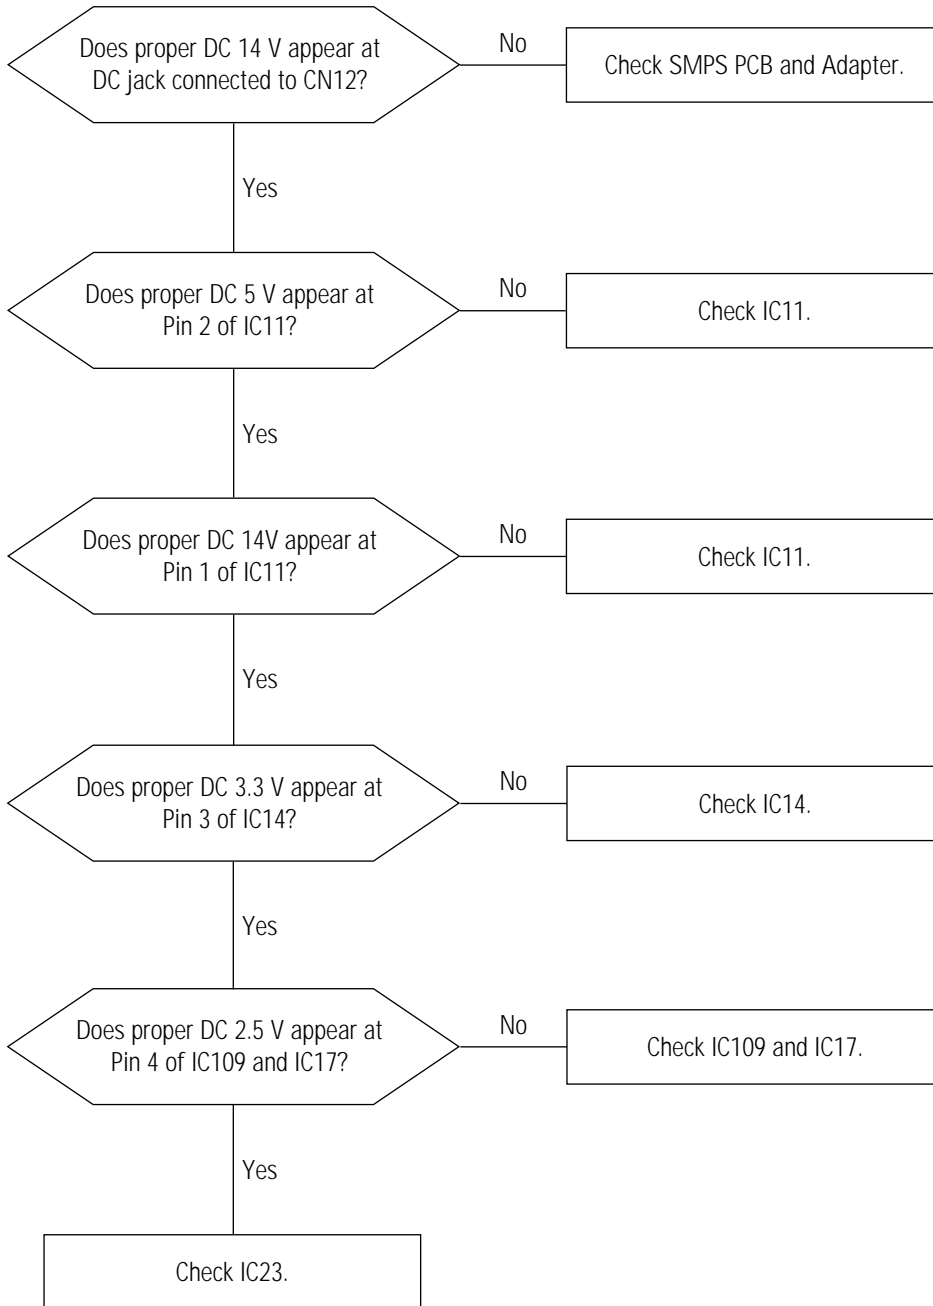 Does proper DC 14 V appear at
DC jack connected to CN12?
No
Check SMPS PCB and Adapter.
Yes
Does proper DC 5 V appear at
Pin 2 of IC11?
No
Check IC11.
Yes
Does proper DC 14V appear at
Pin 1 of IC11?
No
Check IC11.
Yes
Does proper DC 3.3 V appear at
Pin 3 of IC14?
No
Check IC14.
Yes
Does proper DC 2.5 V appear at
Pin 4 of IC109 and IC17?
No
Check IC109 and IC17.
Yes
Check IC23.